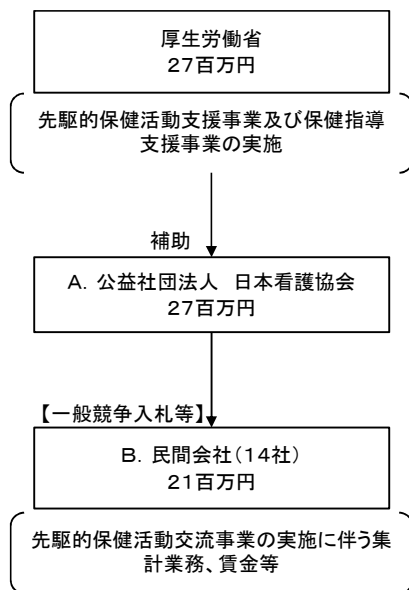 厚生労働省
27百万円
先駆的保健活動支援事業及び保健指導
支援事業の実施
補助
A. 公益社団法人　日本看護協会
27百万円
【一般競争入札等】
B. 民間会社(14社)
21百万円
先駆的保健活動交流事業の実施に伴う集
計業務、賃金等